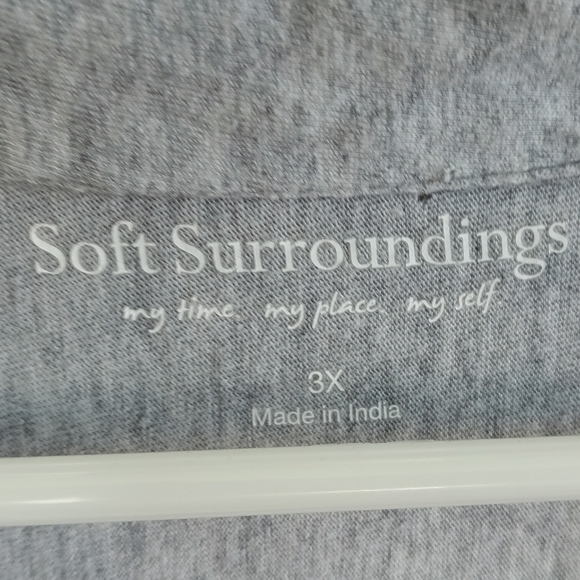 Soft Surroundings
my time. my place. my self.
3X
Made in India